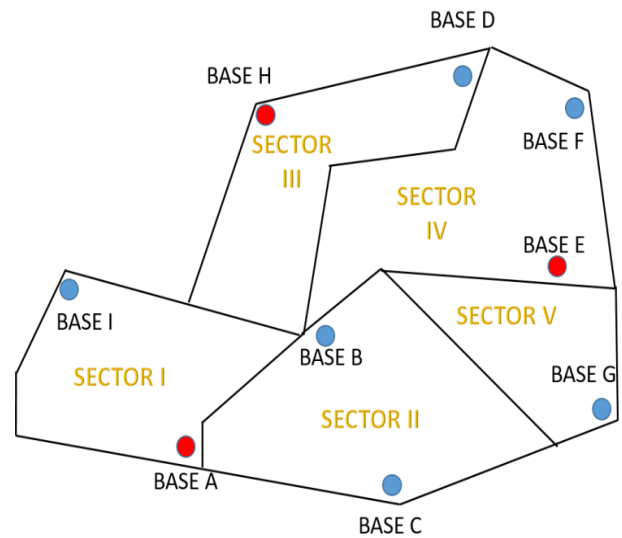 BASE D
BASE H
SECTOR
III
BASE F
SECTOR
IV
BASE E
BASE I
SECTOR V
BASE B
SECTOR I
BASE G
SECTOR II
BASE A
BASE C